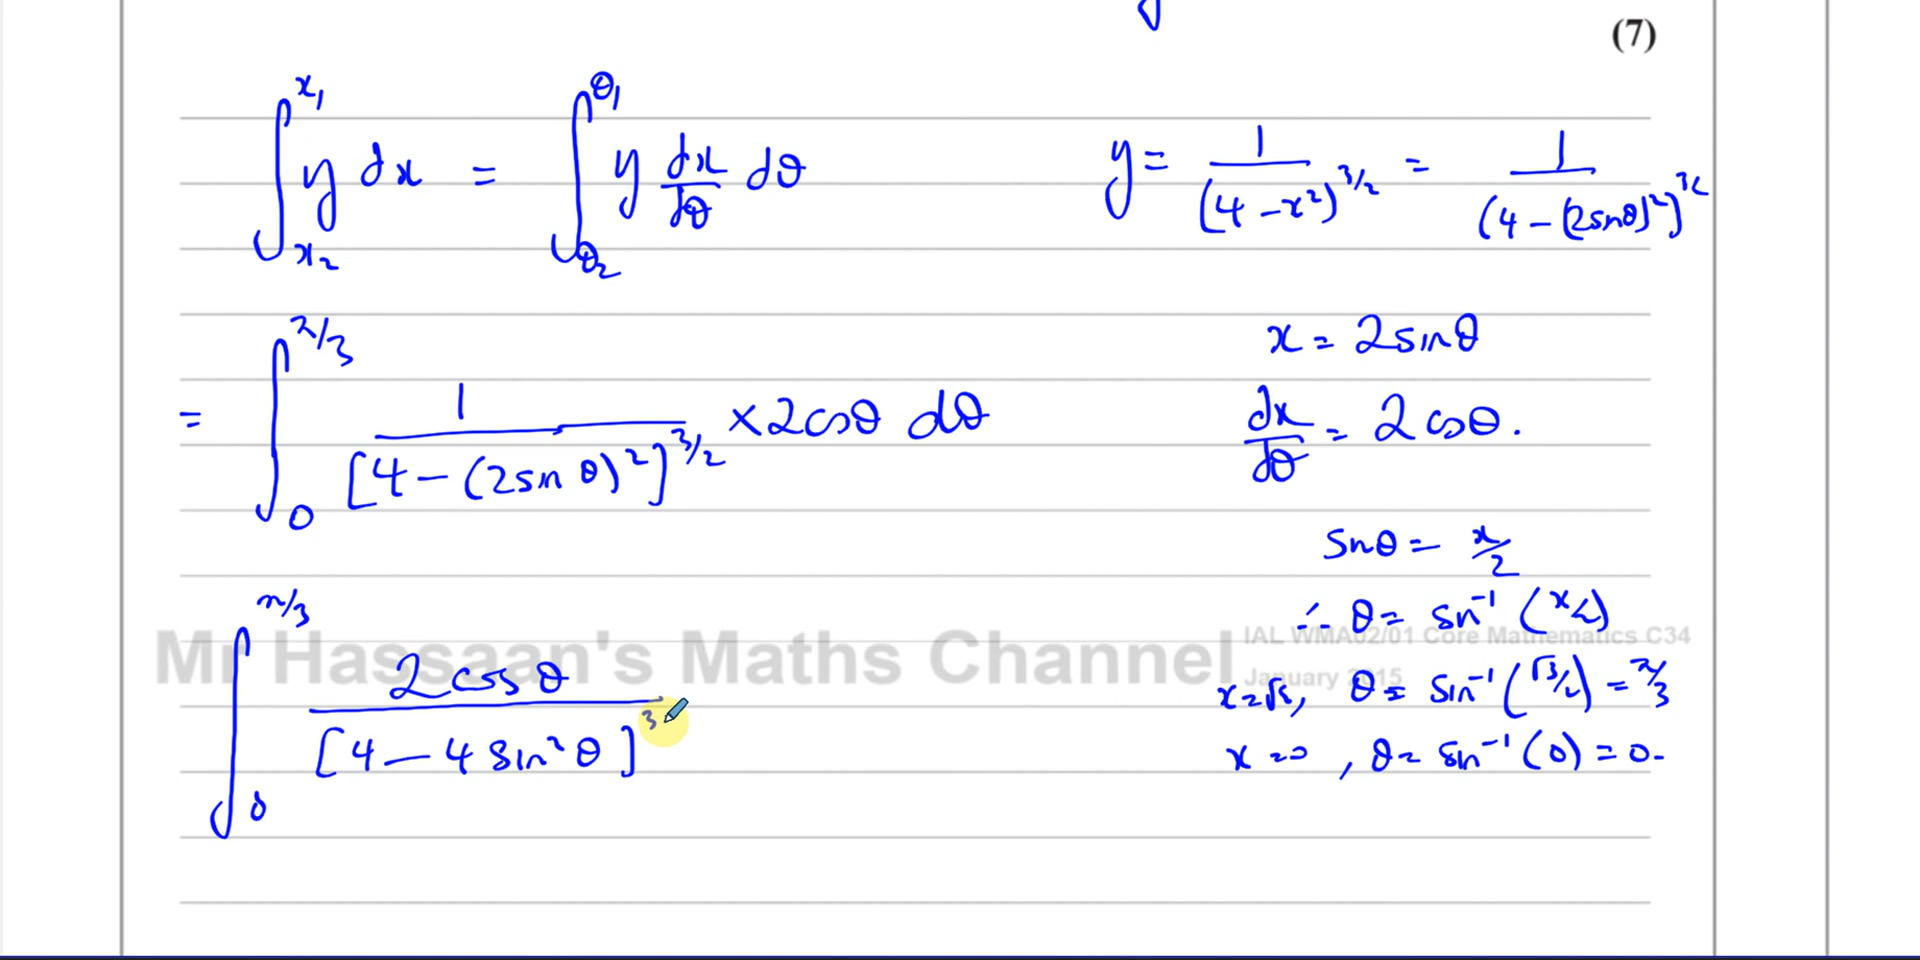 (7)
∫_{x₂}^{x₁} y dx = ∫_{θ₂}^{θ₁} y dx/dθ dθ
y = 1/(4-x²)^{3/2} = 1/(4-(2sinθ)²)^{3/2}
= ∫_0^{π/3} 1/[4-(2sin θ)²]^{3/2} ×2cosθ dθ
x = 2sinθ
dx/dθ = 2cosθ.
sinθ = x/2
∴ θ = sin⁻¹(x/2)
x=√3, θ = sin⁻¹(√3/2) = π/3
x=0, θ= sin⁻¹(0) = 0.
∫_0^{π/3} 2cosθ/[4-4 sin²θ]^3
Mr Hassaan's Maths Channel
IAL WMA02/01 Core Mathematics C34
January 2015